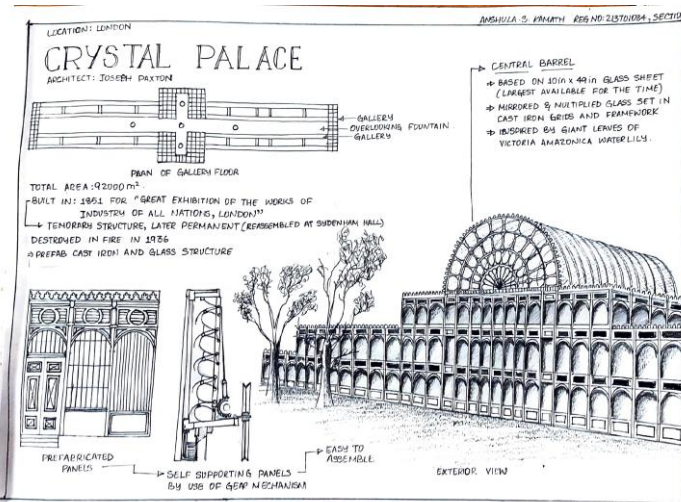 ANSHULA S. KAMATH REG NO: 213701084, SECTIO
LOCATION: LONDON
CRYSTAL PALACE
ARCHITECT: JOSEPH PAXTON
GALLERY
OVERLOOKING FOUNTAIN
GALLERY
PLAN OF GALLERY FLOOR
CENTRAL BARREL
→ BASED ON 10in x 49in GLASS SHEET
(LARGEST AVAILABLE FOR THE TIME)
→ MIRRORED & MULTIPLIED GLASS SET IN
CAST IRON GRIDS AND FRAMEWORK
→ INSPIRED BY GIANT LEAVES OF
VICTORIA AMAZONICA WATERLILY.
TOTAL AREA: 92000 m².
BUILT IN: 1851 FOR "GREAT EXHIBITION OF THE WORKS OF
INDUSTRY OF ALL NATIONS, LONDON"
→ TEMORARY STRUCTURE, LATER PERMANENT (REASSEMBLED AT SYDENHAM HALL)
DESTROYED IN FIRE IN 1936
→ PREFAB CAST IRON AND GLASS STRUCTURE
PREFABRICATED
PANELS
→ SELF SUPPORTING PANELS
BY USE OF GEAR MECHANISM
→ EASY TO
ASSEMBLE
EXTERIOR VIEW